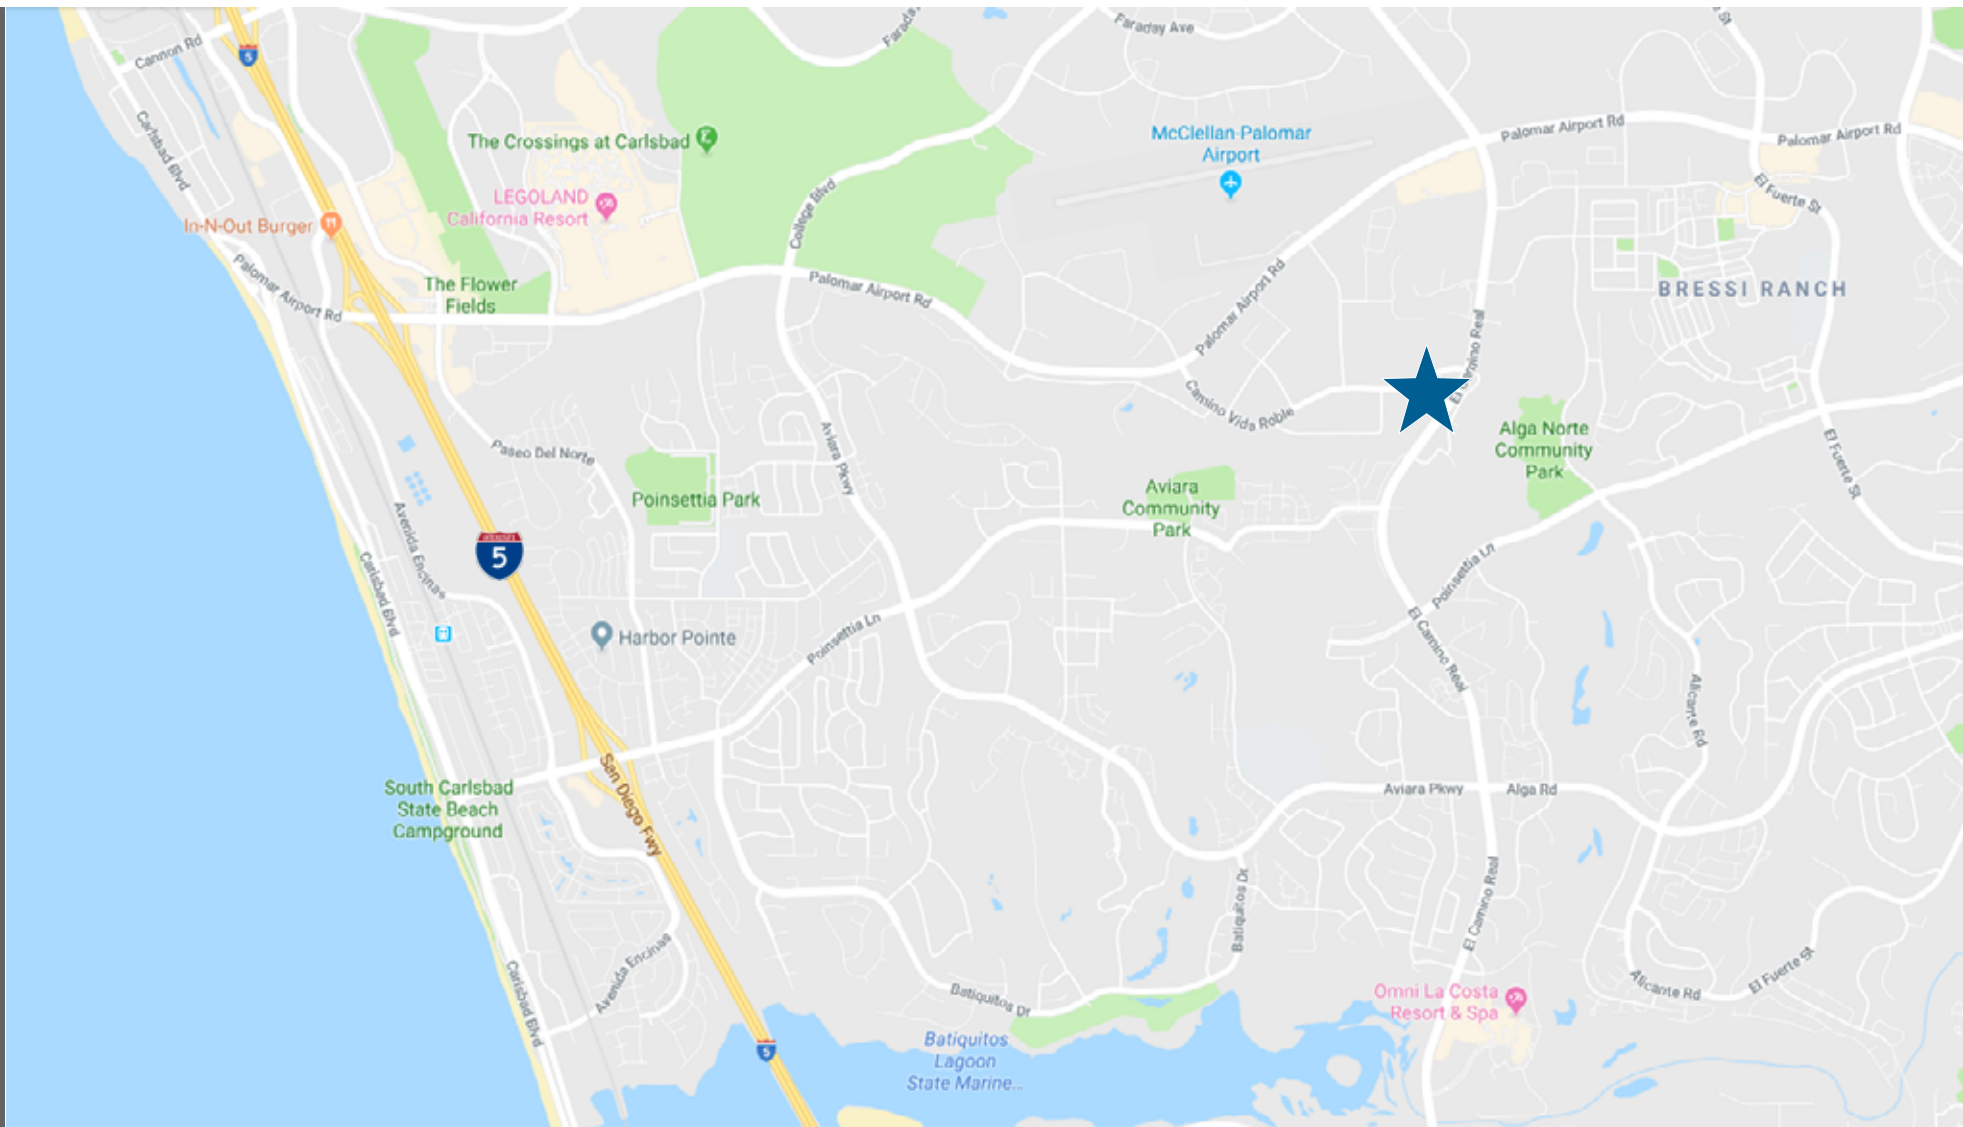 Cannon Rd
5
Faraday
Faraday Ave
St
Carlsbad Blvd
The Crossings at Carlsbad
McClellan-Palomar
Airport
Palomar Airport Rd
Palomar Airport Rd
LEGOLAND
California Resort
In-N-Out Burger
College Blvd
El Fuerte St
Palomar Airport Rd
The Flower
Fields
Palomar Airport Rd
Palomar Airport Rd
BRESSI RANCH
El Camino Real
Camino Vida Roble
Aviara Pkwy
Paseo Del Norte
Alga Norte
Community
Park
El Fuerte St
Poinsettia Park
Aviara
Community
Park
Avenida Encinas
INTERSTATE
5
Carlsbad Blvd
Poinsettia Ln
Harbor Pointe
Poinsettia Ln
El Camino Real
Alicante Rd
South Carlsbad
State Beach
Campground
San Diego Fwy
Aviara Pkwy
Alga Rd
Batiquitos Dr
El Camino Real
Carlsbad Blvd
Avenida Encinas
Batiquitos Dr
Omni La Costa
Resort & Spa
Alicante Rd
El Fuerte St
5
Batiquitos
Lagoon
State Marine...